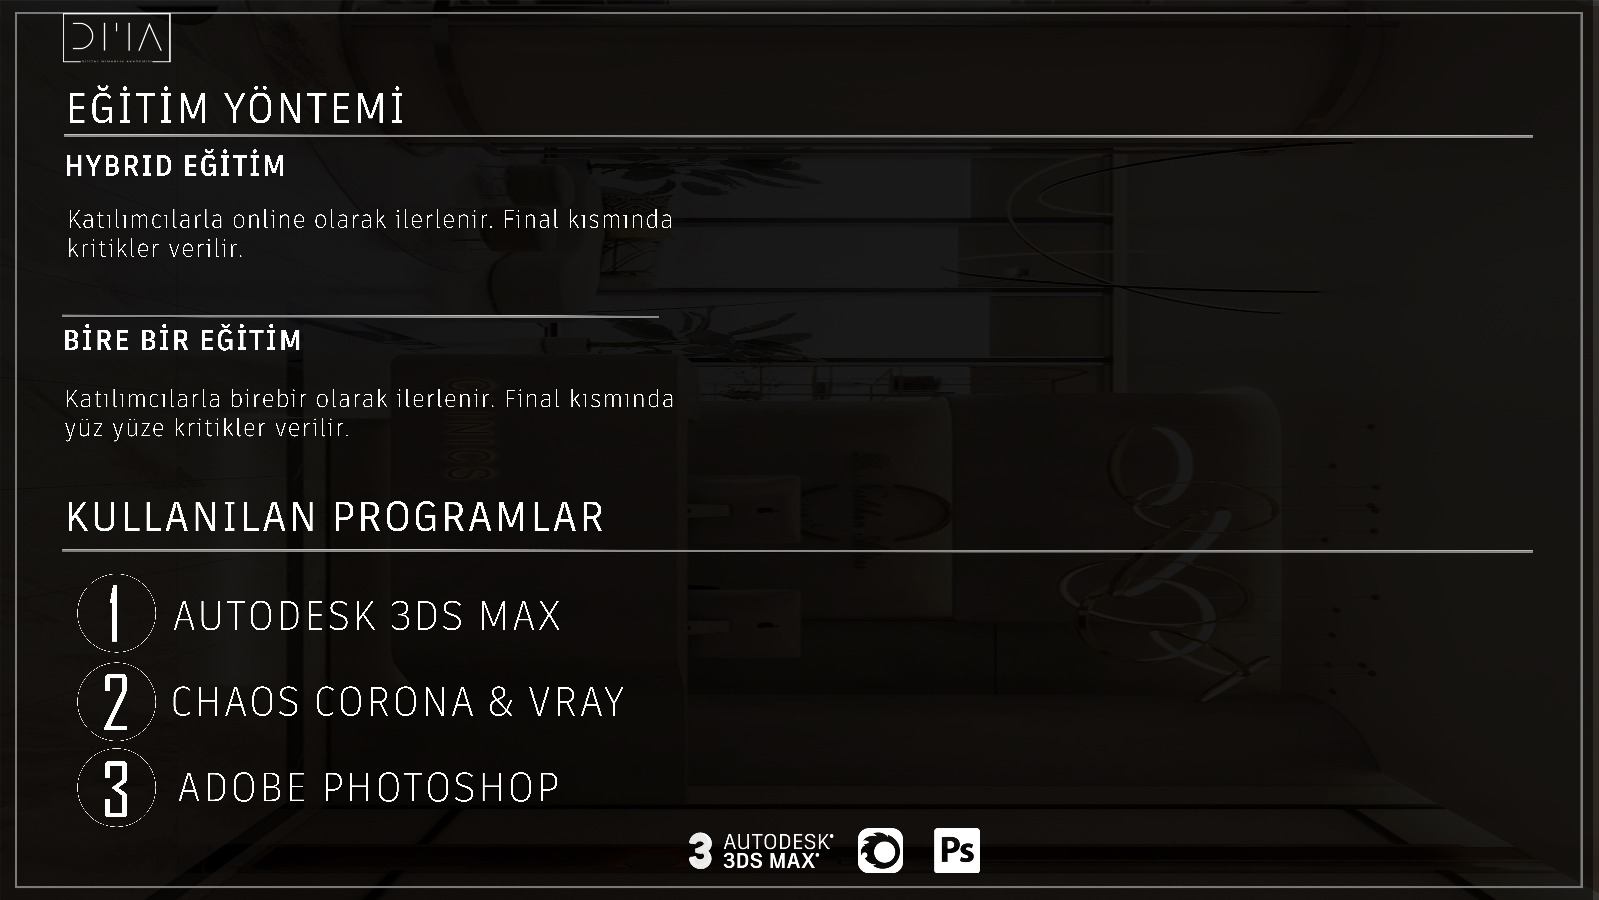 DMA
EĞİTİM YÖNTEMİ
HYBRID EĞİTİM
Katılımcılarla online olarak ilerlenir. Final kısmında
kritikler verilir.
BİRE BİR EĞİTİM
Katılımcılarla birebir olarak ilerlenir. Final kısmında
yüz yüze kritikler verilir.
KULLANILAN PROGRAMLAR
1 AUTODESK 3DS MAX
2 CHAOS CORONA & VRAY
3 ADOBE PHOTOSHOP
3 AUTODESK®
3DS MAX®
Ps